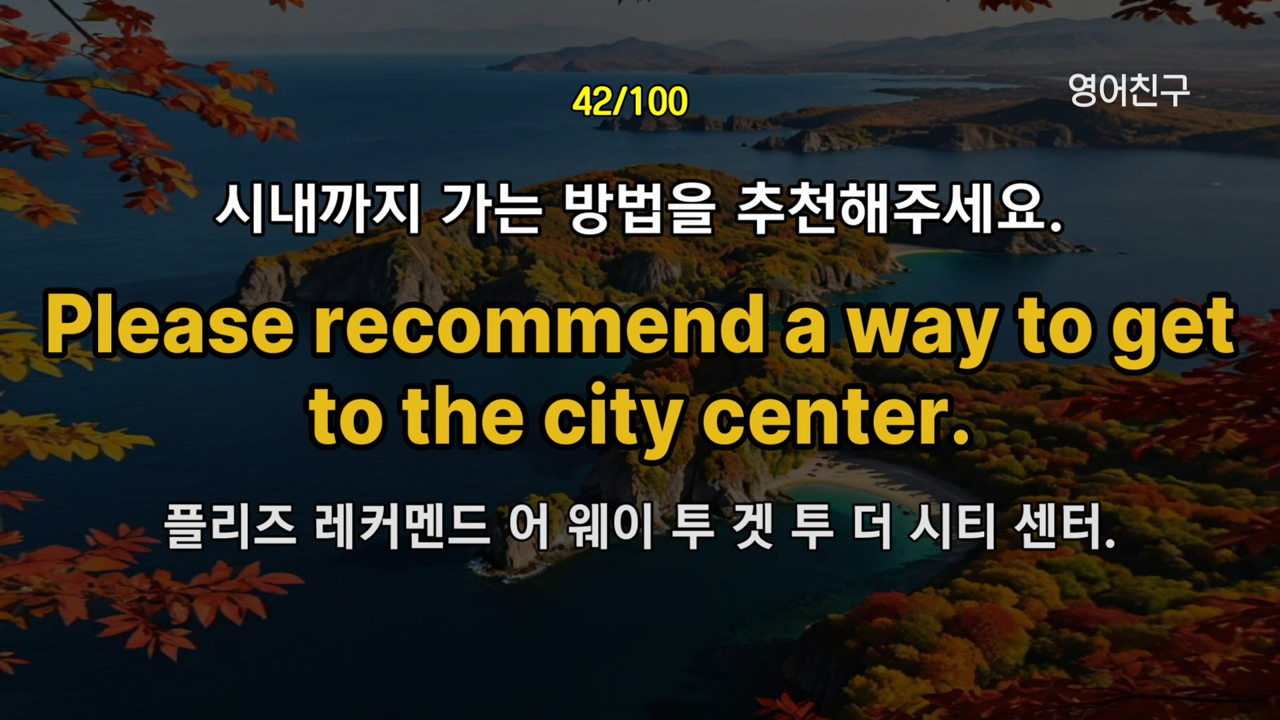 42/100
영어친구
시내까지 가는 방법을 추천해주세요.
Please recommend a way to get
to the city center.
플리즈 레커멘드 어 웨이 투 겟 투 더 시티 센터.